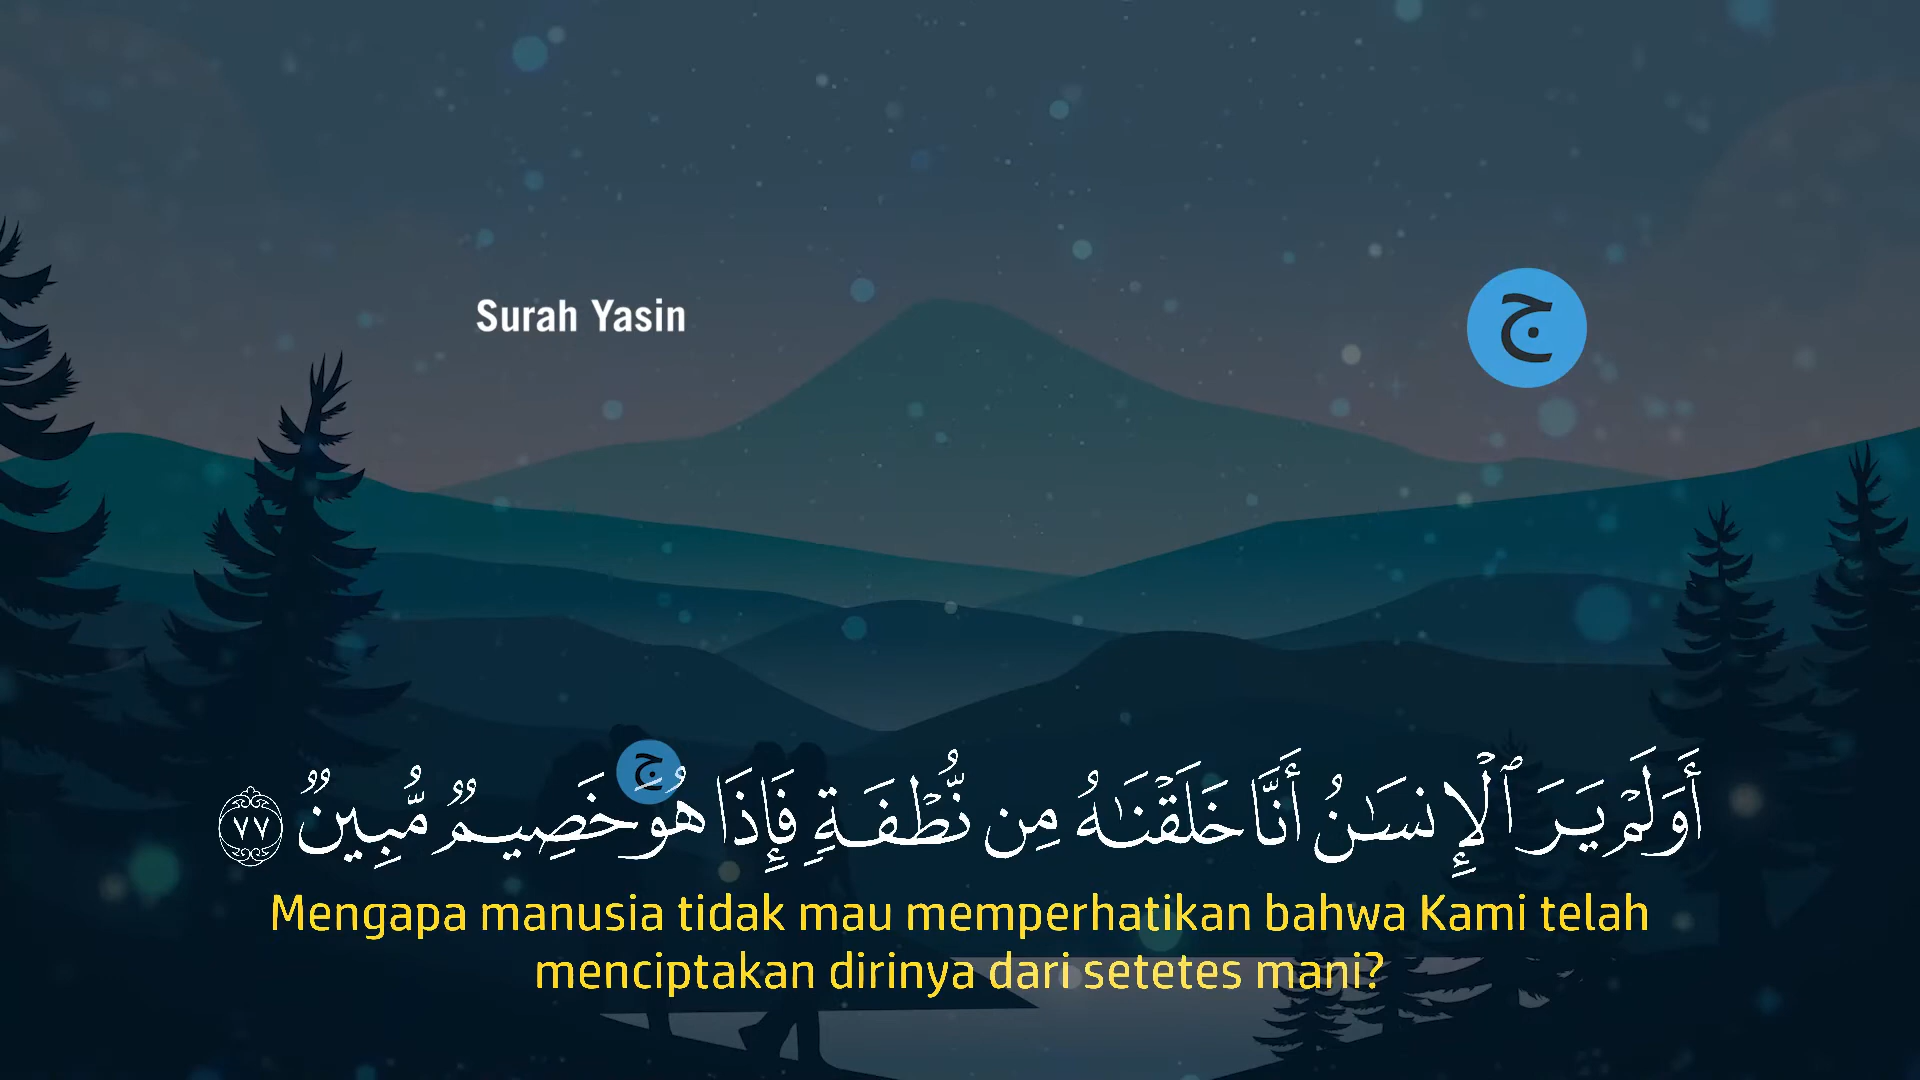 Surah Yasin
ج
ج
أَوَلَمْ يَرَ ٱلْإِنسَـٰنُ أَنَّا خَلَقْنَـٰهُ مِن نُّطْفَةٍ فَإِذَا هُوَ خَصِيمٌ مُّبِينٌ ٧٧
Mengapa manusia tidak mau memperhatikan bahwa Kami telah
menciptakan dirinya dari setetes mani?